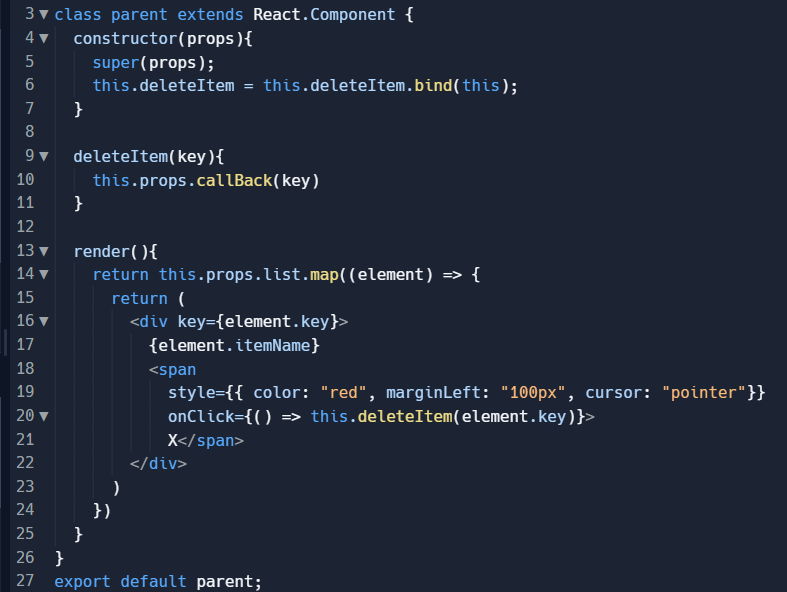 3 ▼ class parent extends React.Component {
4 ▼   constructor(props){
5       super(props);
6       this.deleteItem = this.deleteItem.bind(this);
7     }
8
9 ▼   deleteItem(key){
10      this.props.callBack(key)
11    }
12
13 ▼  render(){
14 ▼    return this.props.list.map((element) => {
15        return (
16 ▼        <div key={element.key}>
17            {element.itemName}
18            <span
19              style={{ color: "red", marginLeft: "100px", cursor: "pointer"}}
20 ▼            onClick={() => this.deleteItem(element.key)}>
21              X</span>
22          </div>
23        )
24      })
25    }
26  }
27  export default parent;